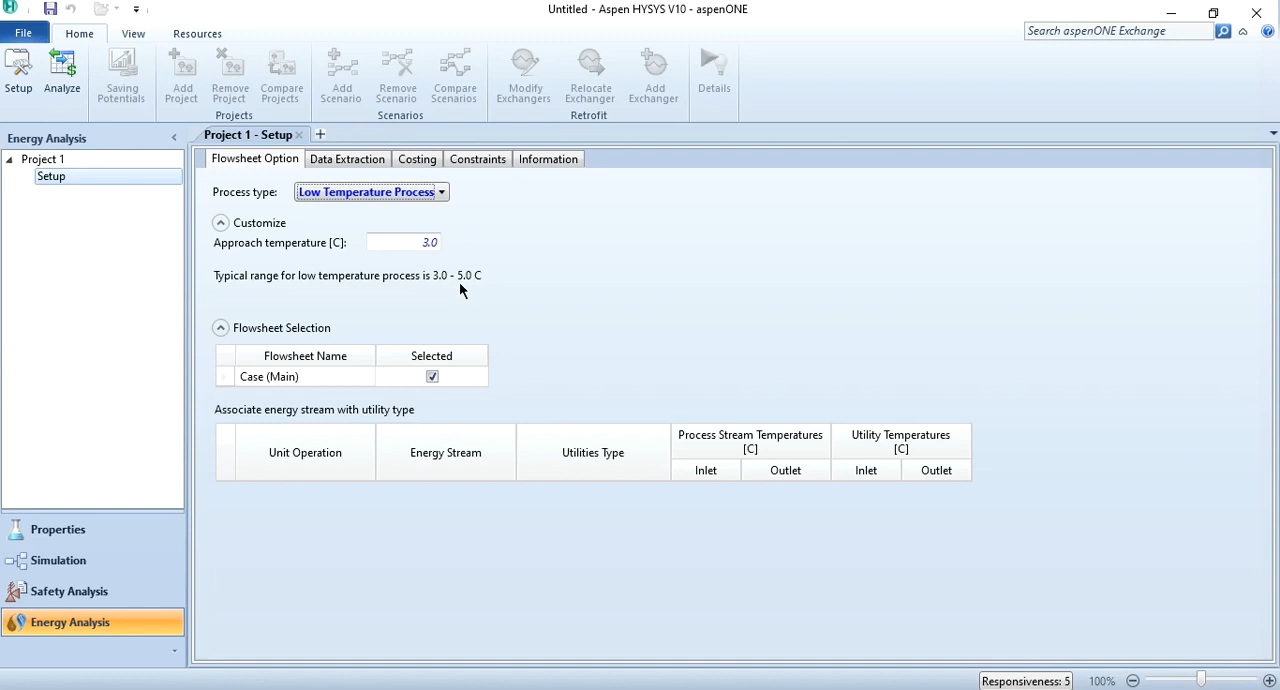 Untitled - Aspen HYSYS V10 - aspenONE
File Home View Resources
Search aspenONE Exchange
Setup Analyze Saving Potentials Add Project Remove Project Compare Projects Add Scenario Remove Scenario Compare Scenarios Modify Exchangers Relocate Exchanger Add Exchanger Details
Projects Scenarios Retrofit
Energy Analysis
Project 1 - Setup
Project 1
Setup
Flowsheet Option Data Extraction Costing Constraints Information
Process type: Low Temperature Process
Customize
Approach temperature [C]: 3.0
Typical range for low temperature process is 3.0 - 5.0 C
Flowsheet Selection
Flowsheet Name Selected
Case (Main)
Associate energy stream with utility type
Unit Operation Energy Stream Utilities Type Process Stream Temperatures [C] Utility Temperatures [C]
Inlet Outlet Inlet Outlet
Properties
Simulation
Safety Analysis
Energy Analysis
Responsiveness: 5 100%